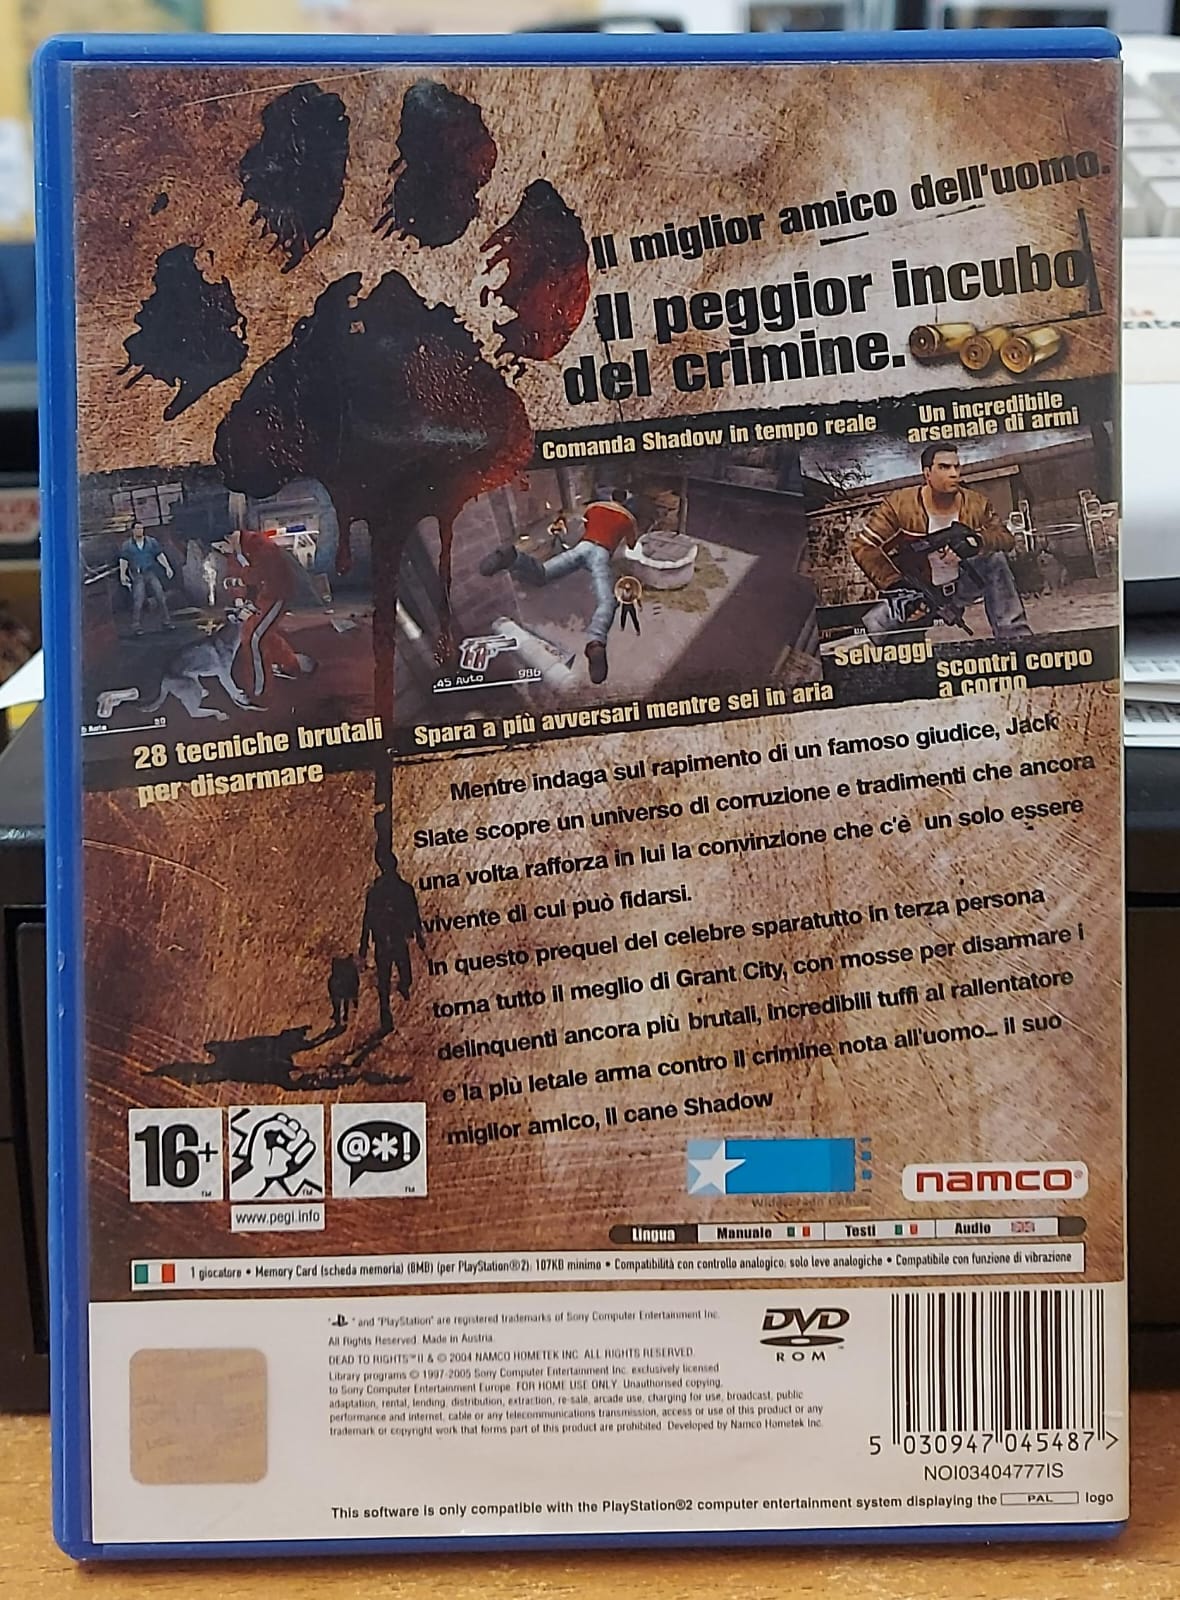 Il miglior amico dell'uomo.
Il peggior incubo
del crimine.
Comanda Shadow in tempo reale
Un incredibile
arsenale di armi
.45 Auto 986
Selvaggi
scontri corpo
a corpo
28 tecniche brutali
per disarmare
Spara a più avversari mentre sei in aria
Mentre indaga sul rapimento di un famoso giudice, Jack
Slate scopre un universo di corruzione e tradimenti che ancora
una volta rafforza in lui la convinzione che c'è un solo essere
vivente di cui può fidarsi.
In questo prequel del celebre sparatutto in terza persona
torna tutto il meglio di Grant City, con mosse per disarmare i
delinquenti ancora più brutali, incredibili tuffi al rallentatore
e la più letale arma contro il crimine nota all'uomo... il suo
miglior amico, il cane Shadow
16+
@*!
www.pegi.info
namco®
Lingua Manuale Testi Audio
1 giocatore • Memory Card (scheda memoria) (8MB) (per PlayStation®2): 107KB minimo • Compatibilità con controllo analogico: solo leve analogiche • Compatibile con funzione di vibrazione
" " and "PlayStation" are registered trademarks of Sony Computer Entertainment Inc.
All Rights Reserved. Made in Austria.
DEAD TO RIGHTS™ II & © 2004 NAMCO HOMETEK INC. ALL RIGHTS RESERVED.
Library programs © 1997-2005 Sony Computer Entertainment Inc. exclusively licensed
to Sony Computer Entertainment Europe. FOR HOME USE ONLY. Unauthorised copying,
adaptation, rental, lending, distribution, extraction, re-sale, arcade use, charging for use, broadcast, public
performance and internet, cable or any telecommunications transmission, access or use of this product or any
trademark or copyright work that forms part of this product are prohibited. Developed by Namco Hometek Inc.
DVD
ROM
5 030947 045487 >
NOI03404777IS
This software is only compatible with the PlayStation®2 computer entertainment system displaying the PAL logo